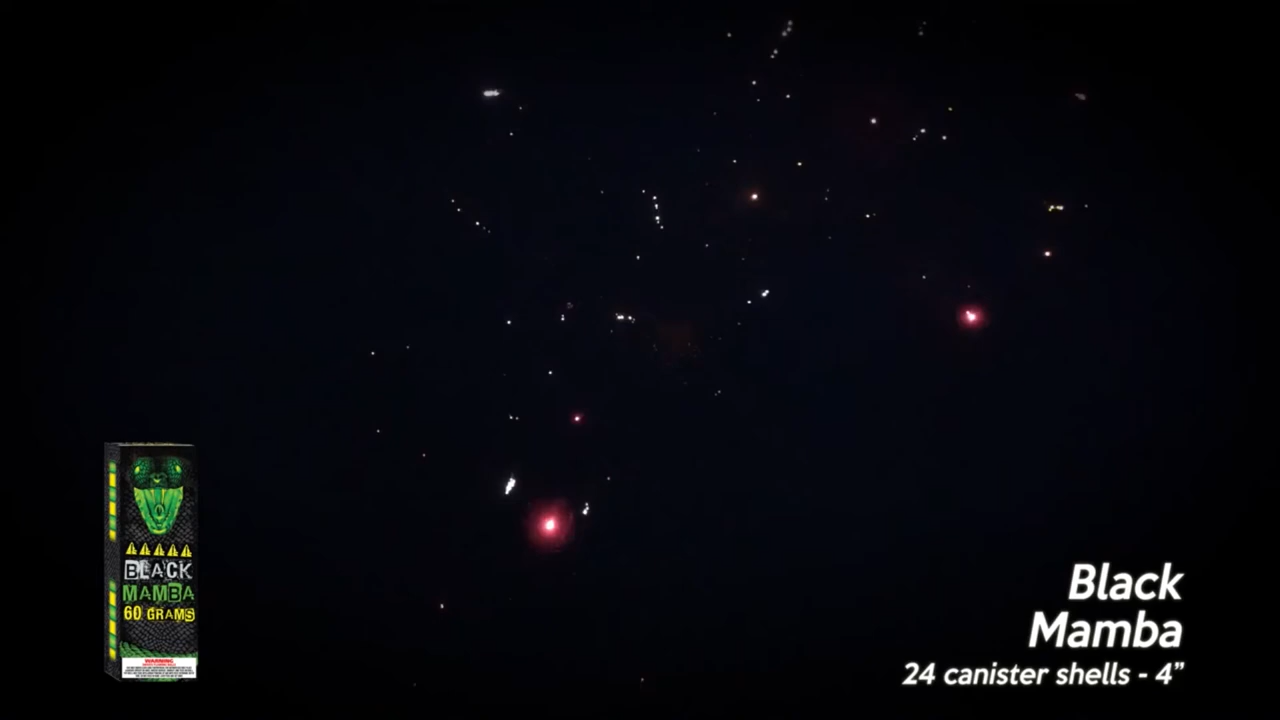 BLACK
MAMBA
60 GRAMS
WARNING
Black
Mamba
24 canister shells - 4”